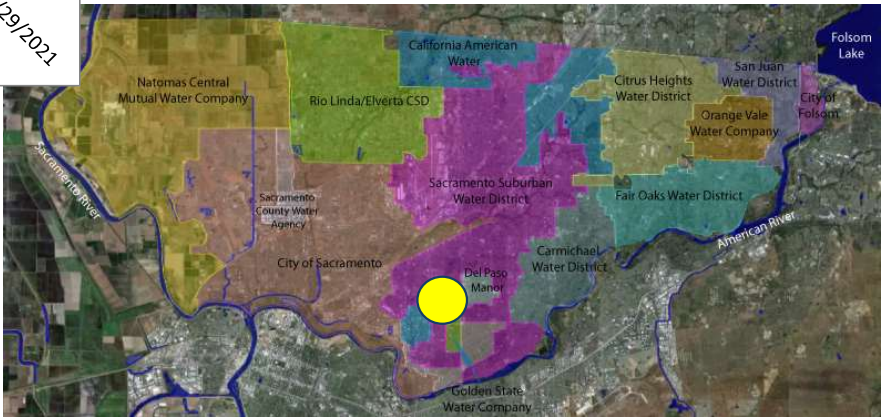 /29/2021
California American
Water
Folsom
Lake
Natomas Central
Mutual Water Company
Rio Linda/Elverta CSD
Citrus Heights
Water District
San Juan
Water District
City of
Folsom
Orange Vale
Water Company
Sacramento River
Sacramento
County Water
Agency
Sacramento Suburban
Water District
Fair Oaks Water District
American River
City of Sacramento
Carmichael
Water District
Del Paso
Manor
Golden State
Water Company